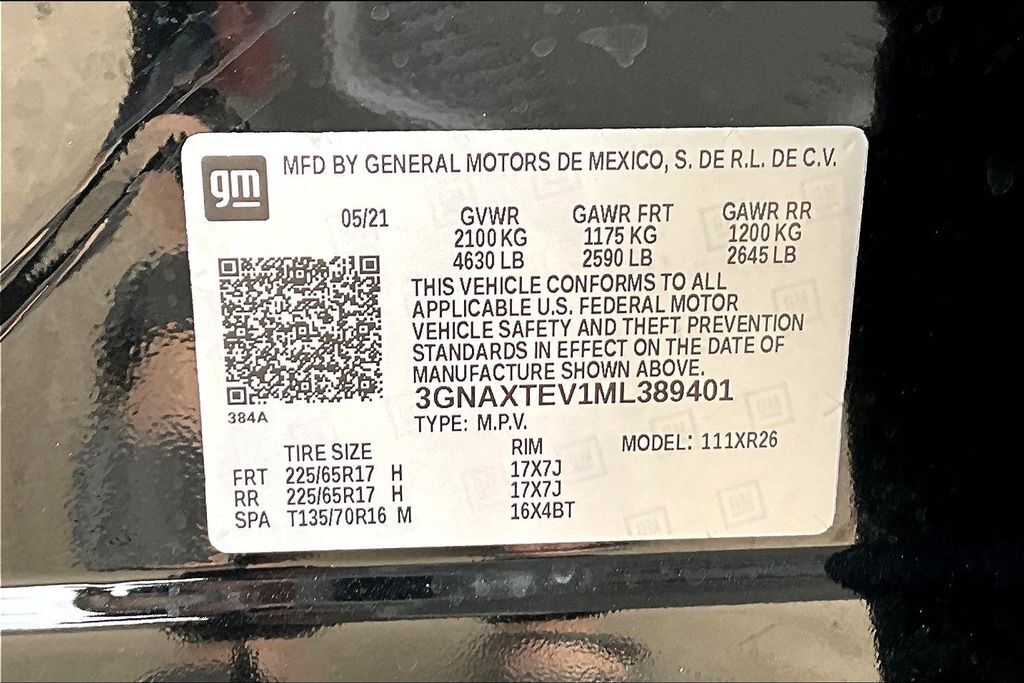 gm
MFD BY GENERAL MOTORS DE MEXICO, S. DE R.L. DE C.V.
05/21 GVWR GAWR FRT GAWR RR
2100 KG 1175 KG 1200 KG
4630 LB 2590 LB 2645 LB
THIS VEHICLE CONFORMS TO ALL
APPLICABLE U.S. FEDERAL MOTOR
VEHICLE SAFETY AND THEFT PREVENTION
STANDARDS IN EFFECT ON THE DATE OF
MANUFACTURE SHOWN ABOVE.
3GNAXTEV1ML389401
384A
TYPE: M.P.V.
TIRE SIZE RIM MODEL: 111XR26
FRT 225/65R17 H 17X7J
RR 225/65R17 H 17X7J
SPA T135/70R16 M 16X4BT